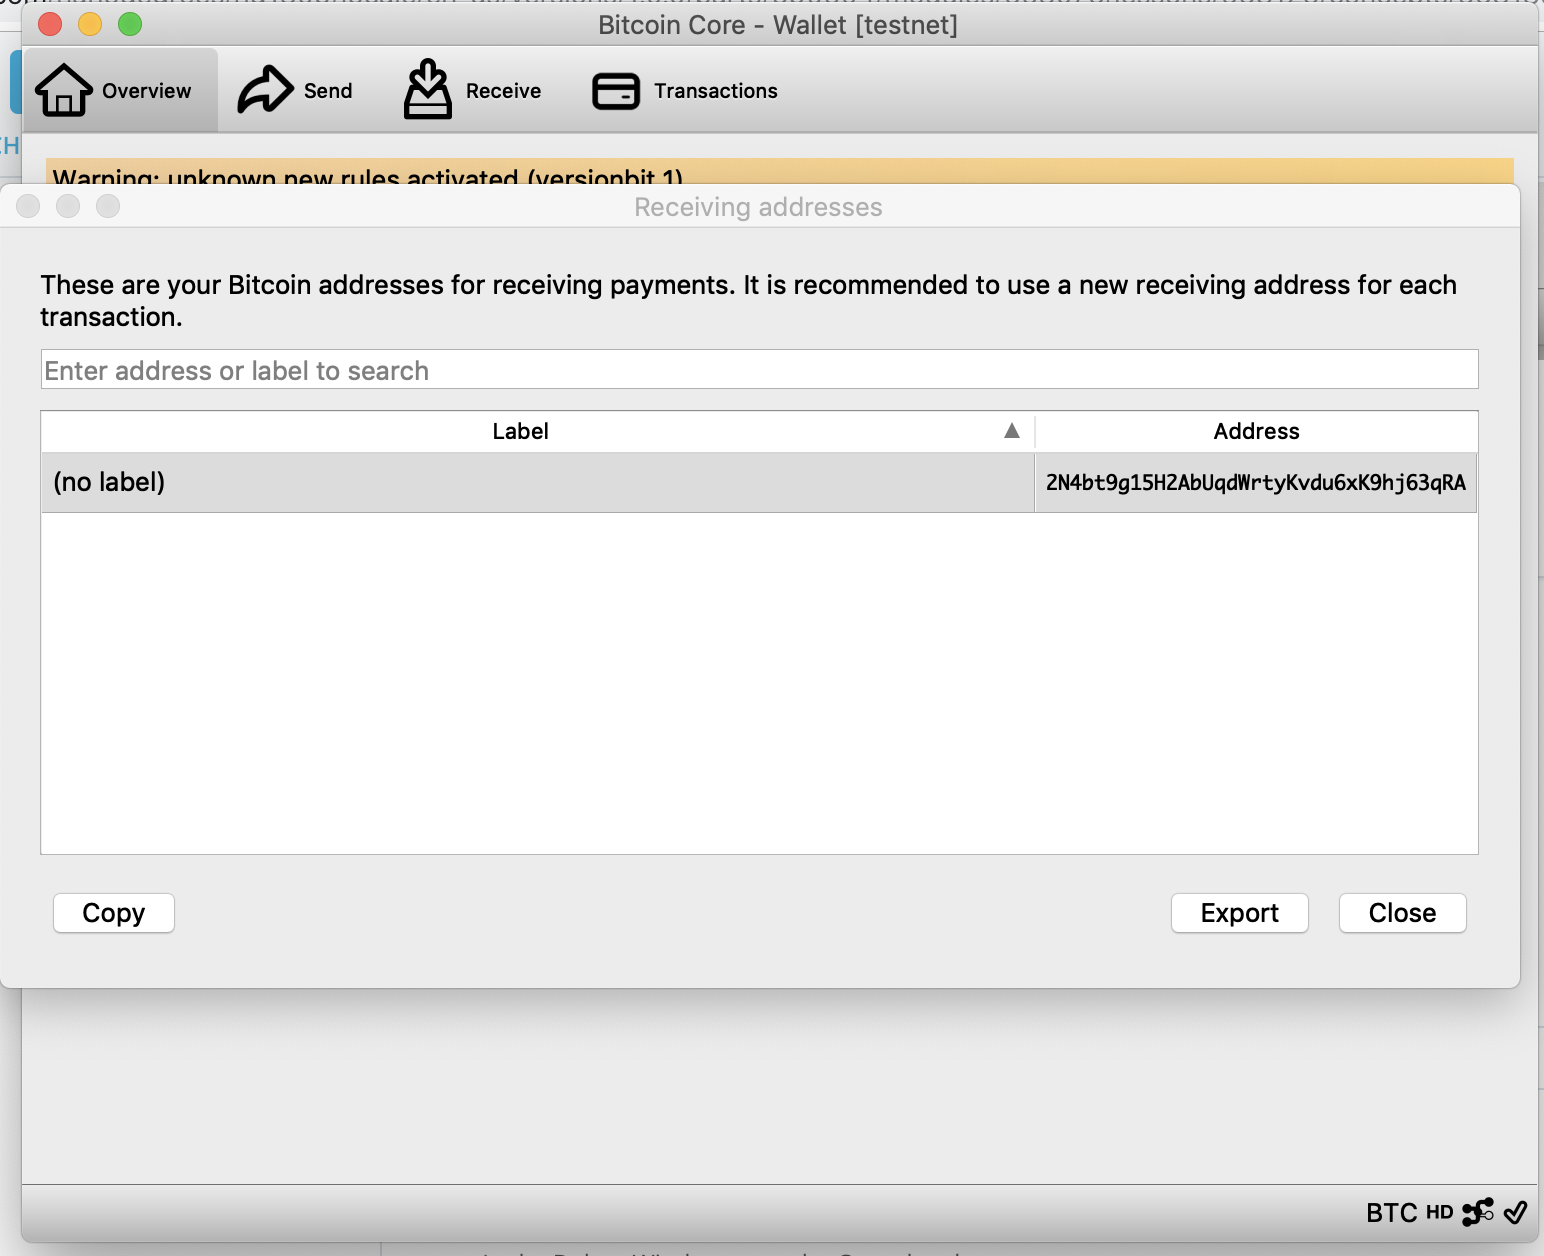 Bitcoin Core - Wallet [testnet]
Overview
Send
Receive
Transactions
Warning: unknown new rules activated (versionbit 1)
Receiving addresses
These are your Bitcoin addresses for receiving payments. It is recommended to use a new receiving address for each
transaction.
Enter address or label to search
Label ▲ Address
(no label) 2N4bt9g15H2AbUqdWrtyKvdu6xK9hj63qRA
Copy
Export
Close
BTC HD